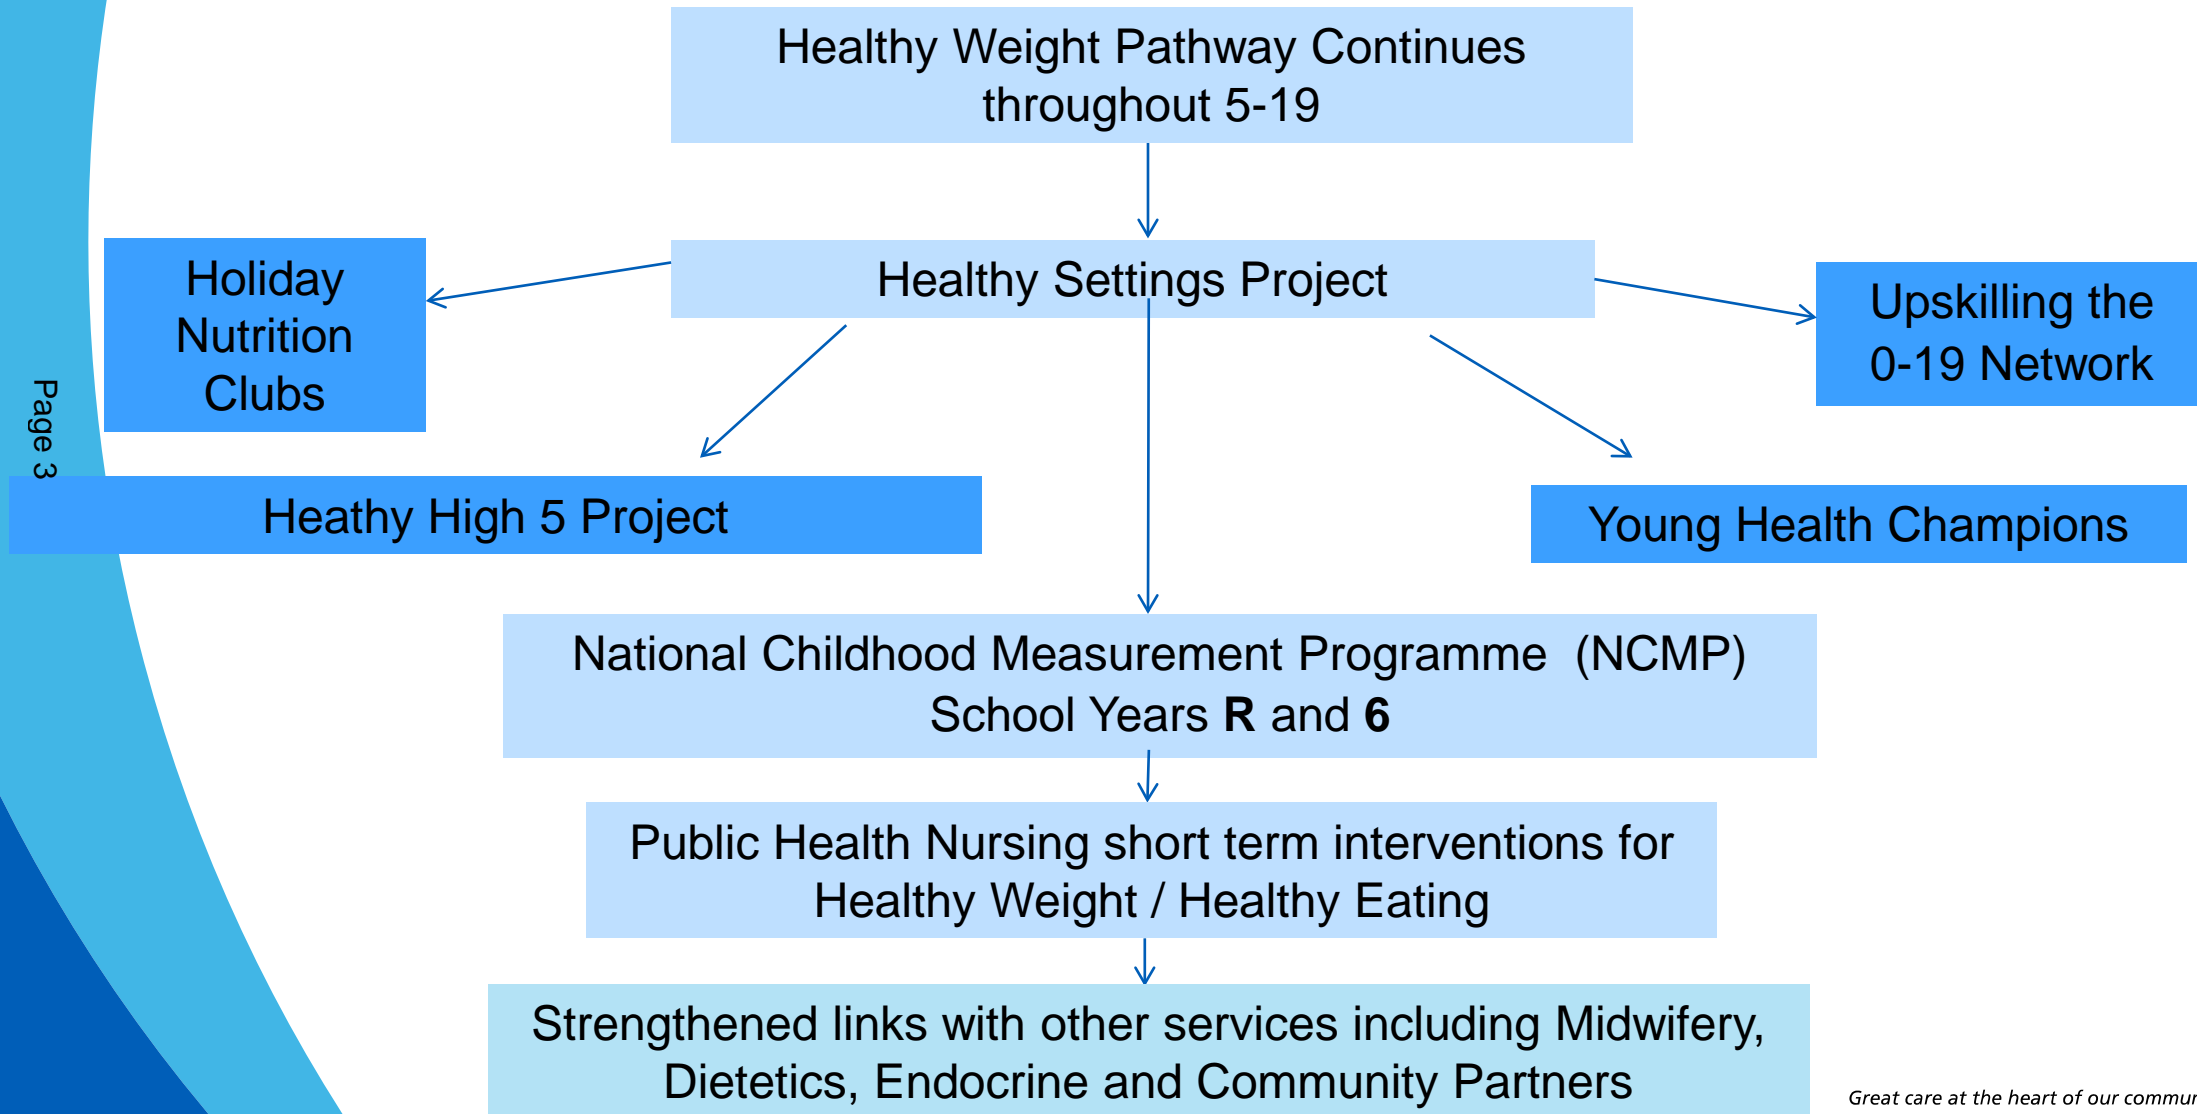 Healthy Weight Pathway Continues
throughout 5-19
Healthy Settings Project
Holiday
Nutrition
Clubs
Upskilling the
0-19 Network
Page 3
Heathy High 5 Project
Young Health Champions
National Childhood Measurement Programme (NCMP)
School Years R and 6
Public Health Nursing short term interventions for
Healthy Weight / Healthy Eating
Strengthened links with other services including Midwifery,
Dietetics, Endocrine and Community Partners
Great care at the heart of our